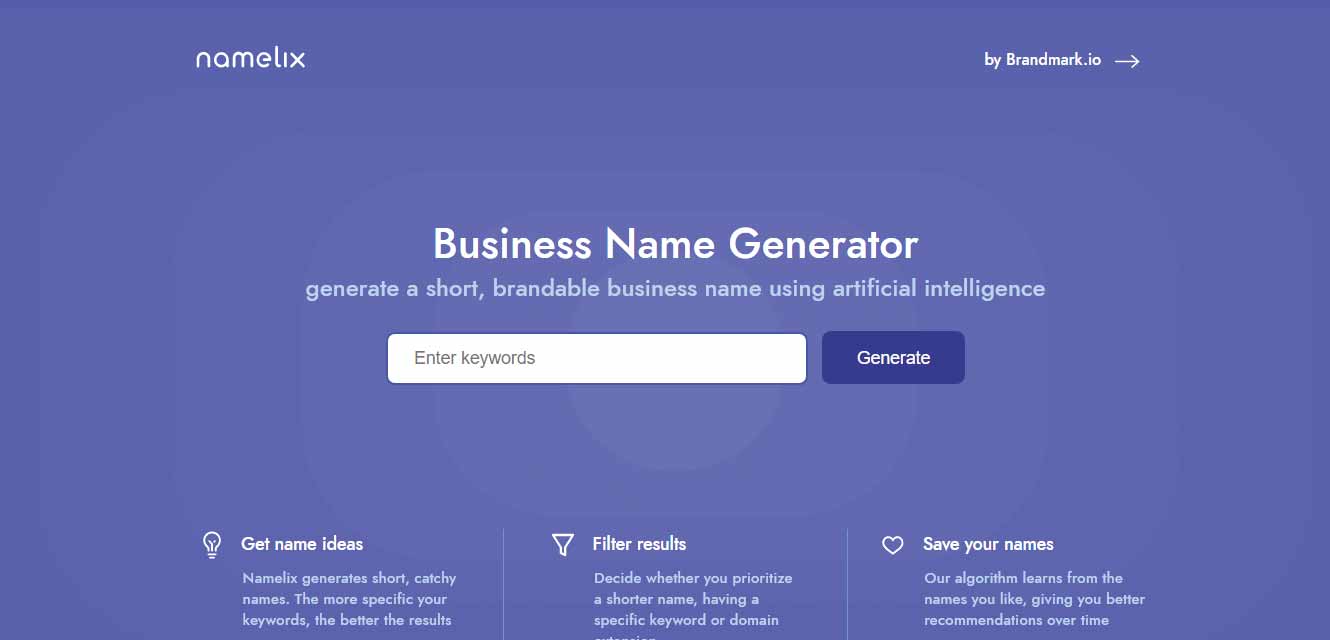 namelix
by Brandmark.io
Business Name Generator
generate a short, brandable business name using artificial intelligence
Enter keywords
Generate
Get name ideas
Namelix generates short, catchy
names. The more specific your
keywords, the better the results
Filter results
Decide whether you prioritize
a shorter name, having a
specific keyword or domain
Save your names
Our algorithm learns from the
names you like, giving you better
recommendations over time